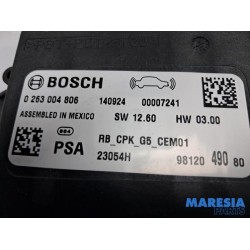 BOSCH
0 263 004 806 140924 00007241
ASSEMBLED IN MEXICO SW 12.60 HW 03.00
RB_CPK_G5_CEM01
PSA 23054H
98120 490 80
MARESIA
PARTS